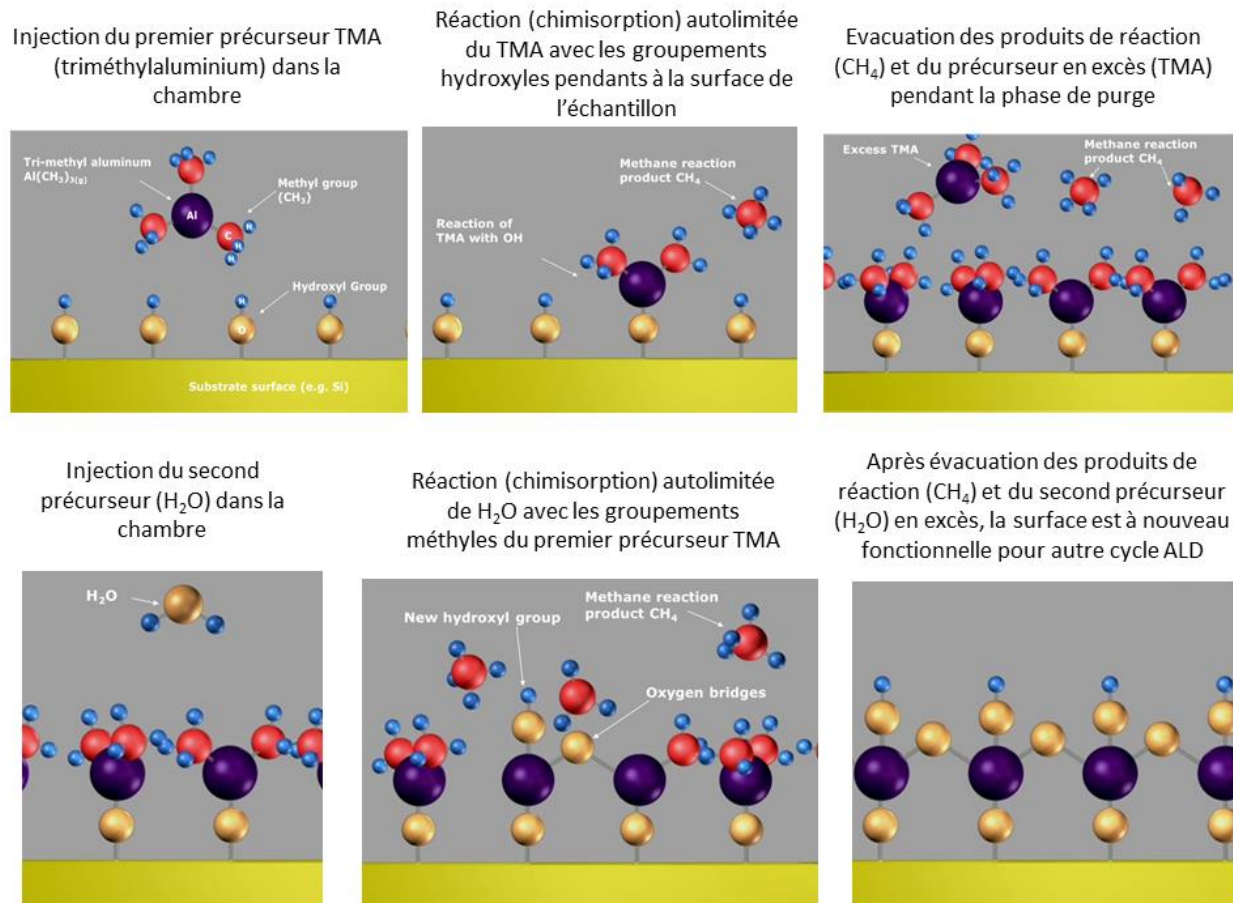 Injection du premier précurseur TMA
(triméthylaluminium) dans la
chambre
Tri-methyl aluminum
Al(CH₃)₃(g)
Methyl group
(CH₃)
Al
C
H
H
H
Hydroxyl Group
H
O
Substrate surface (e.g. Si)
Réaction (chimisorption) autolimitée
du TMA avec les groupements
hydroxyles pendants à la surface de
l'échantillon
Methane reaction
product CH₄
Reaction of
TMA with OH
Evacuation des produits de réaction
(CH₄) et du précurseur en excès (TMA)
pendant la phase de purge
Excess TMA
Methane reaction
product CH₄
Injection du second
précurseur (H₂O) dans la
chambre
H₂O
Réaction (chimisorption) autolimitée
de H₂O avec les groupements
méthyles du premier précurseur TMA
New hydroxyl group
Methane reaction
product CH₄
Oxygen bridges
Après évacuation des produits de
réaction (CH₄) et du second précurseur
(H₂O) en excès, la surface est à nouveau
fonctionnelle pour autre cycle ALD